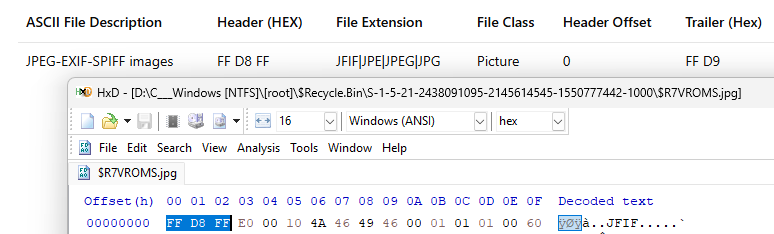 ASCII File Description Header (HEX) File Extension File Class Header Offset Trailer (Hex)
JPEG-EXIF-SPIFF images FF D8 FF JFIF|JPE|JPEG|JPG Picture 0 FF D9
HxD - [D:\C___Windows [NTFS]\[root]\$Recycle.Bin\S-1-5-21-2438091095-2145614545-1550777442-1000\$R7VROMS.jpg]
16 Windows (ANSI) hex
File Edit Search View Analysis Tools Window Help
$R7VROMS.jpg
Offset(h) 00 01 02 03 04 05 06 07 08 09 0A 0B 0C 0D 0E 0F Decoded text
00000000 FF D8 FF E0 00 10 4A 46 49 46 00 01 01 01 00 60 ÿØÿà..JFIF.....`